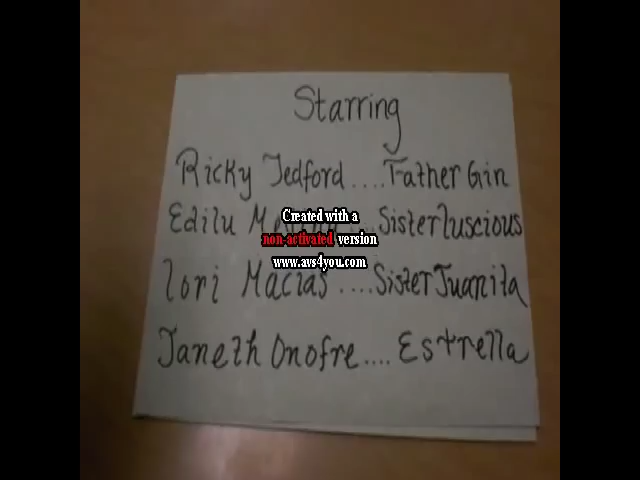 Starring
Ricky Tedford....Father Gin
Edilu ....Sister Luscious
Lori Macias ....Sister Juanita
Janeth Onofre....Estrella
Created with a
non-activated version
www.avs4you.com